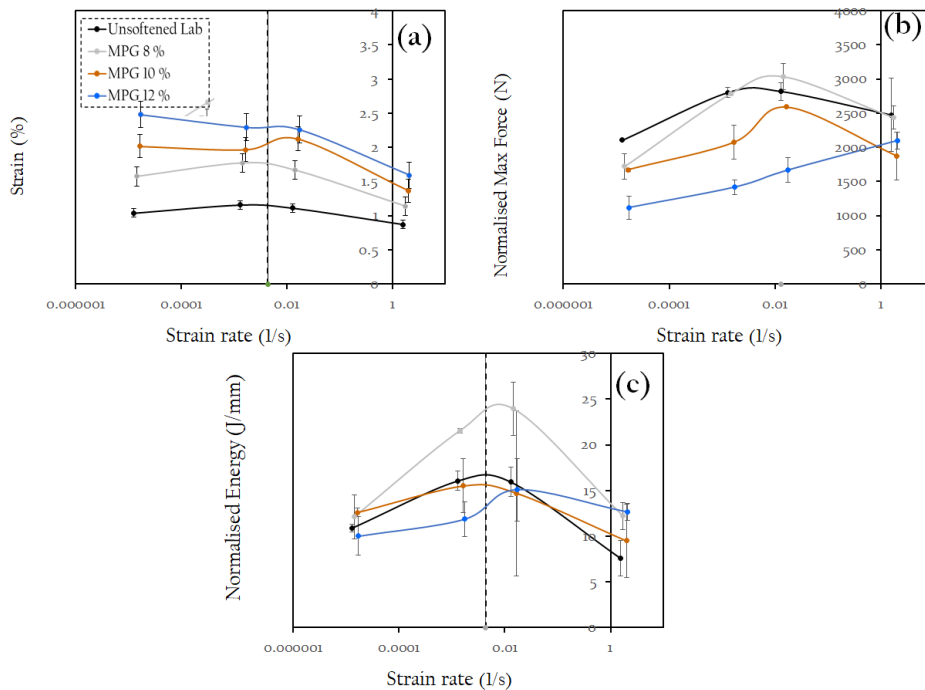 Unsoftened Lab
MPG 8 %
MPG 10 %
MPG 12 %
(a)
4
3.5
3
2.5
2
1.5
1
0.5
0
0.000001
0.0001
0.01
1
Strain (%)
Strain rate (1/s)
(b)
4000
3500
3000
2500
2000
1500
1000
500
0
0.000001
0.0001
0.01
1
Normalised Max Force (N)
Strain rate (1/s)
(c)
30
25
20
15
10
5
0
0.000001
0.0001
0.01
1
Normalised Energy (J/mm)
Strain rate (1/s)